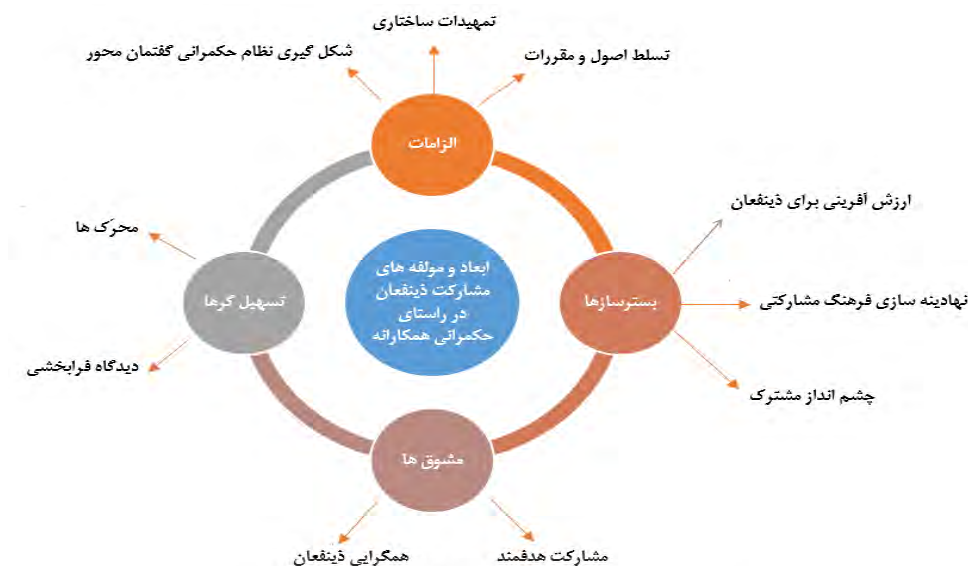 تمهیدات ساختاری
تسلط اصول و مقررات
شکل گیری نظام حکمرانی گفتمان محور
الزامات
ارزش آفرینی برای ذینفعان
محرک ها
ابعاد و مولفه های
مشارکت ذینفعان
در راستای
حکمرانی همکارانه
بسترسازها
تسهیل گرها
نهادینه سازی فرهنگ مشارکتی
دیدگاه فرابخشی
چشم انداز مشترک
مشوق ها
مشارکت هدفمند
همگرایی ذینفعان